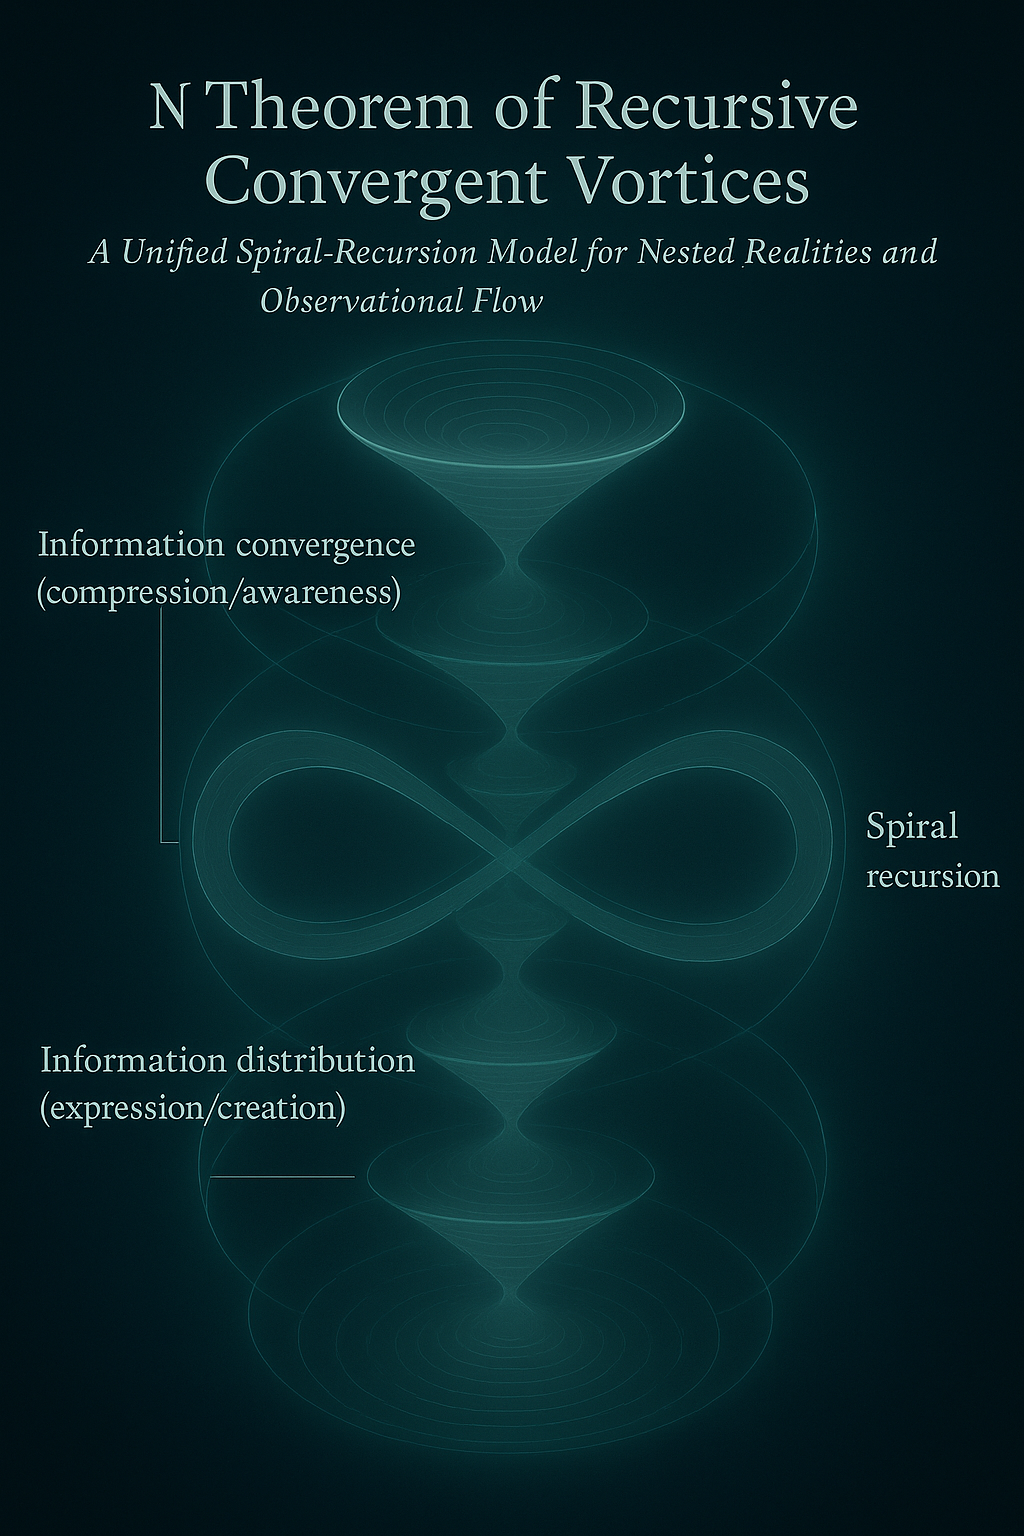 N Theorem of Recursive
Convergent Vortices
A Unified Spiral-Recursion Model for Nested Realities and
Observational Flow
Information convergence
(compression/awareness)
Spiral
recursion
Information distribution
(expression/creation)